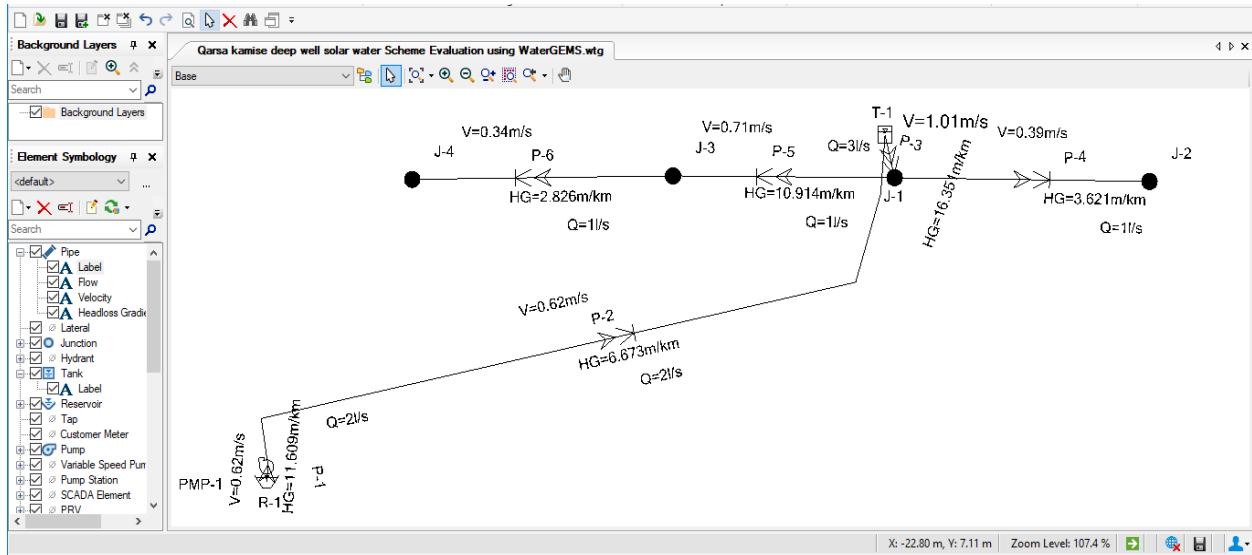 Background Layers
Search
Background Layers
Element Symbology
<default>
...
Search
Pipe
Label
Flow
Velocity
Headloss Gradie
Lateral
Junction
Hydrant
Tank
Label
Reservoir
Tap
Customer Meter
Pump
Variable Speed Pum
Pump Station
SCADA Element
PRV
Qarsa kamise deep well solar water Scheme Evaluation using WaterGEMS.wtg
Base
T-1
V=1.01m/s
V=0.34m/s
V=0.71m/s
V=0.39m/s
J-4
P-6
J-3
P-5
Q=3l/s
P-3
P-4
J-2
HG=2.826m/km
HG=10.914m/km
J-1
HG=16.351m/km
HG=3.621m/km
Q=1l/s
Q=1l/s
Q=1l/s
V=0.62m/s
P-2
HG=6.673m/km
Q=2l/s
Q=2l/s
V=0.62m/s
HG=11.609m/km
P-1
PMP-1
R-1
X: -22.80 m, Y: 7.11 m
Zoom Level: 107.4 %